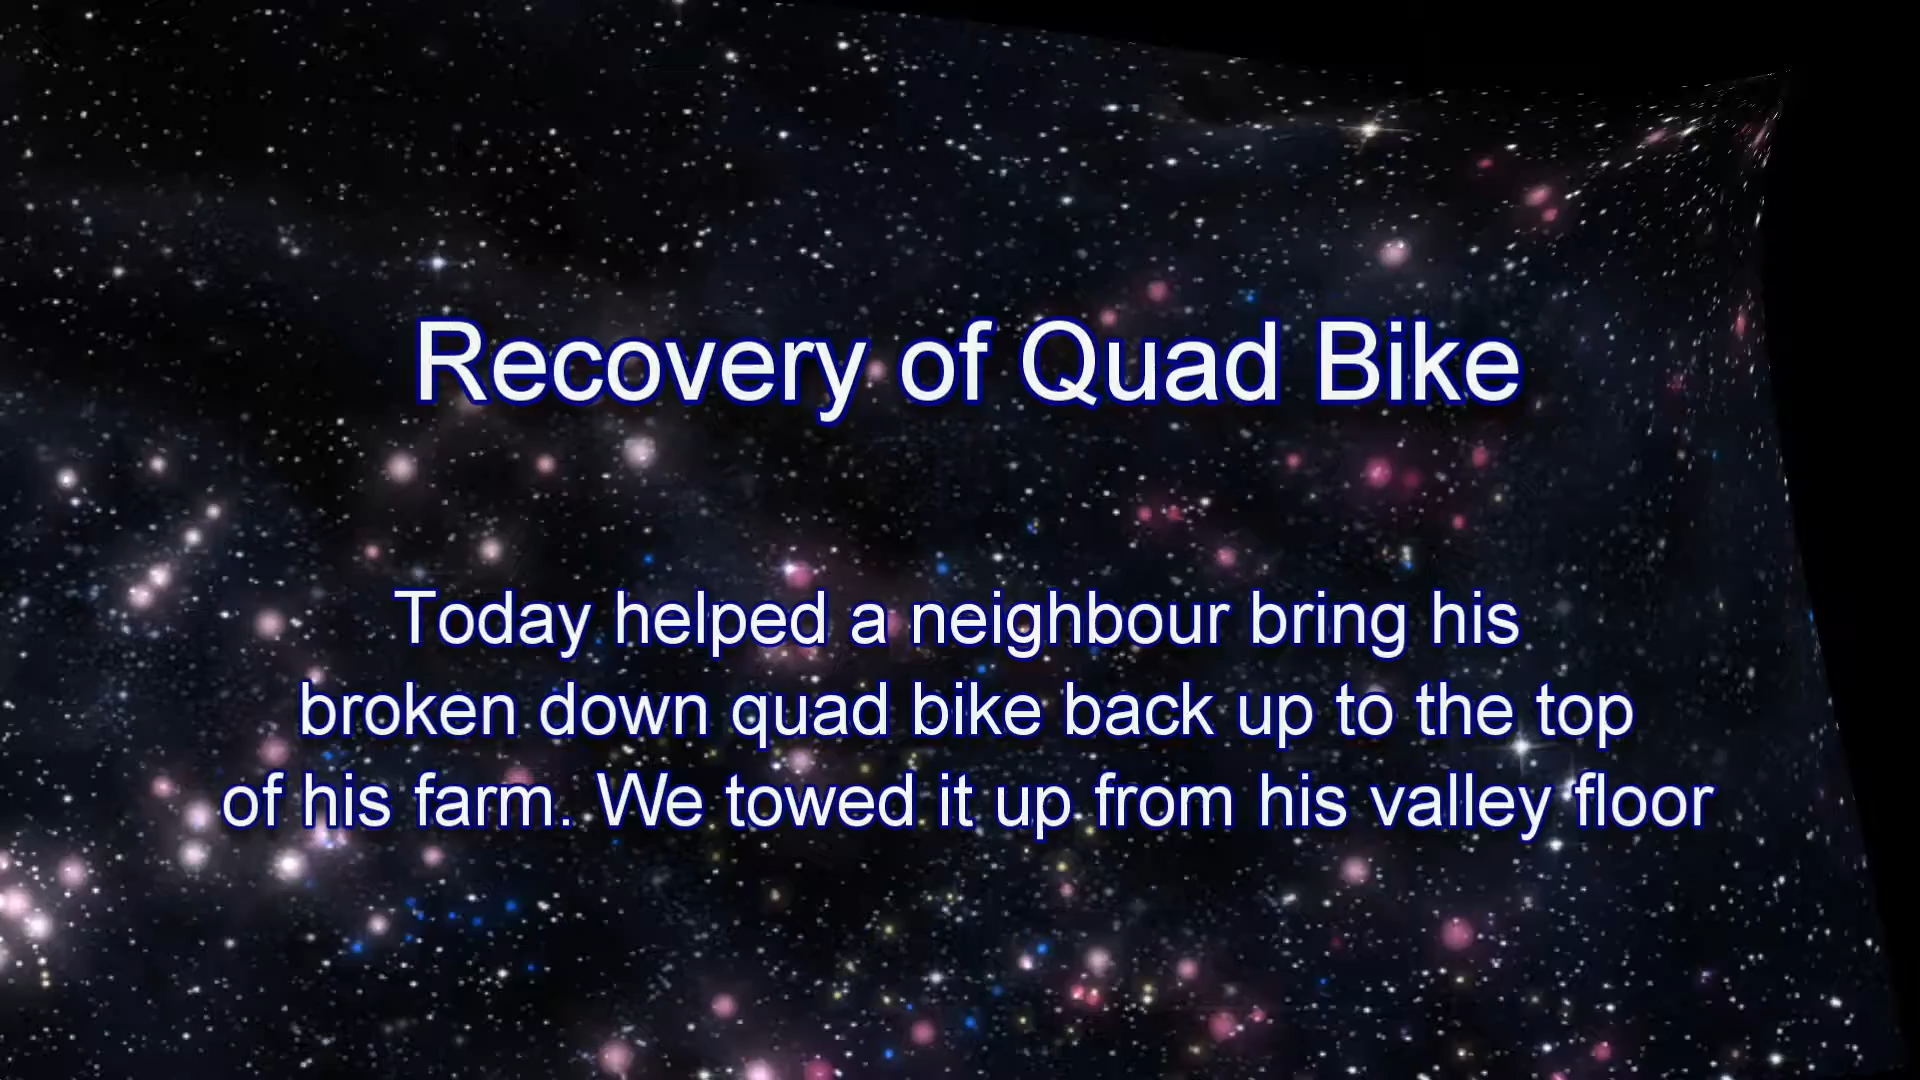 Recovery of Quad Bike
Today helped a neighbour bring his
broken down quad bike back up to the top
of his farm. We towed it up from his valley floor